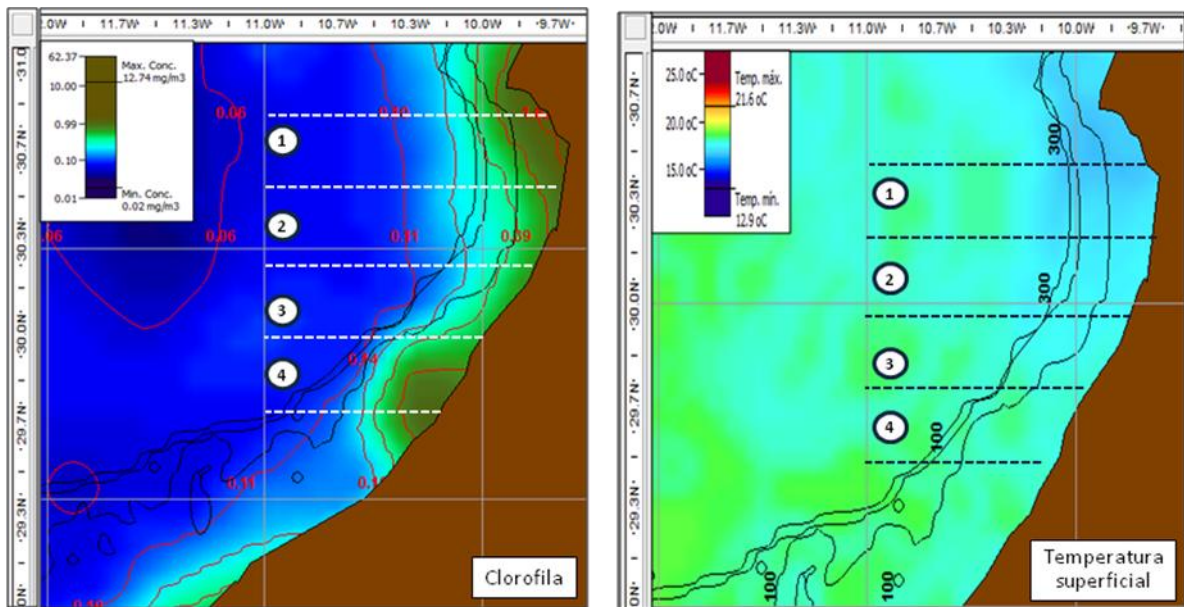 2.0W 11.7W 11.3W 11.0W 10.7W 10.3W 10.0W 9.7W
62.37
10.00
0.99
0.10
0.01
Max. Conc.
12.74 mg/m3
Min. Conc.
0.02 mg/m3
·31.0
·30.7N·
·30.3N·
·30.0N·
·29.7N·
·29.3N·
0N·
0.06
0.10
1
2
3
4
0.06
0.11
0.11
Clorofila
2.0W 11.7W 11.3W 11.0W 10.7W 10.3W 10.0W ·9.7W·
25.0 oC
20.0 oC
15.0 oC
Temp. máx.
21.6 oC
Temp. mín.
12.9 oC
·30.7N·
·30.3N·
·30.0N·
·29.7N·
·29.3N·
0N·
300
1
2
300
3
4
100
100
100
Temperatura
superficial